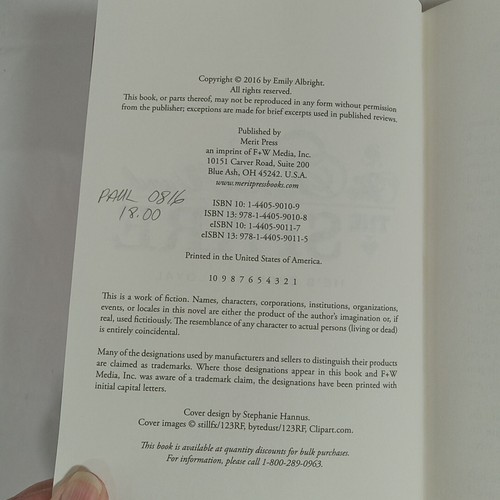 Copyright © 2016 by Emily Albright.
All rights reserved.
This book, or parts thereof, may not be reproduced in any form without permission
from the publisher; exceptions are made for brief excerpts used in published reviews.
Published by
Merit Press
an imprint of F+W Media, Inc.
10151 Carver Road, Suite 200
Blue Ash, OH 45242. U.S.A.
www.meritpressbooks.com
PAUL 0816
18.00
ISBN 10: 1-4405-9010-9
ISBN 13: 978-1-4405-9010-8
eISBN 10: 1-4405-9011-7
eISBN 13: 978-1-4405-9011-5
Printed in the United States of America.
10 9 8 7 6 5 4 3 2 1
This is a work of fiction. Names, characters, corporations, institutions, organizations,
events, or locales in this novel are either the product of the author's imagination or, if
real, used fictitiously. The resemblance of any character to actual persons (living or dead)
is entirely coincidental.
Many of the designations used by manufacturers and sellers to distinguish their products
are claimed as trademarks. Where those designations appear in this book and F+W
Media, Inc. was aware of a trademark claim, the designations have been printed with
initial capital letters.
Cover design by Stephanie Hannus.
Cover images © stillfx/123RF, bytedust/123RF, Clipart.com.
This book is available at quantity discounts for bulk purchases.
For information, please call 1-800-289-0963.